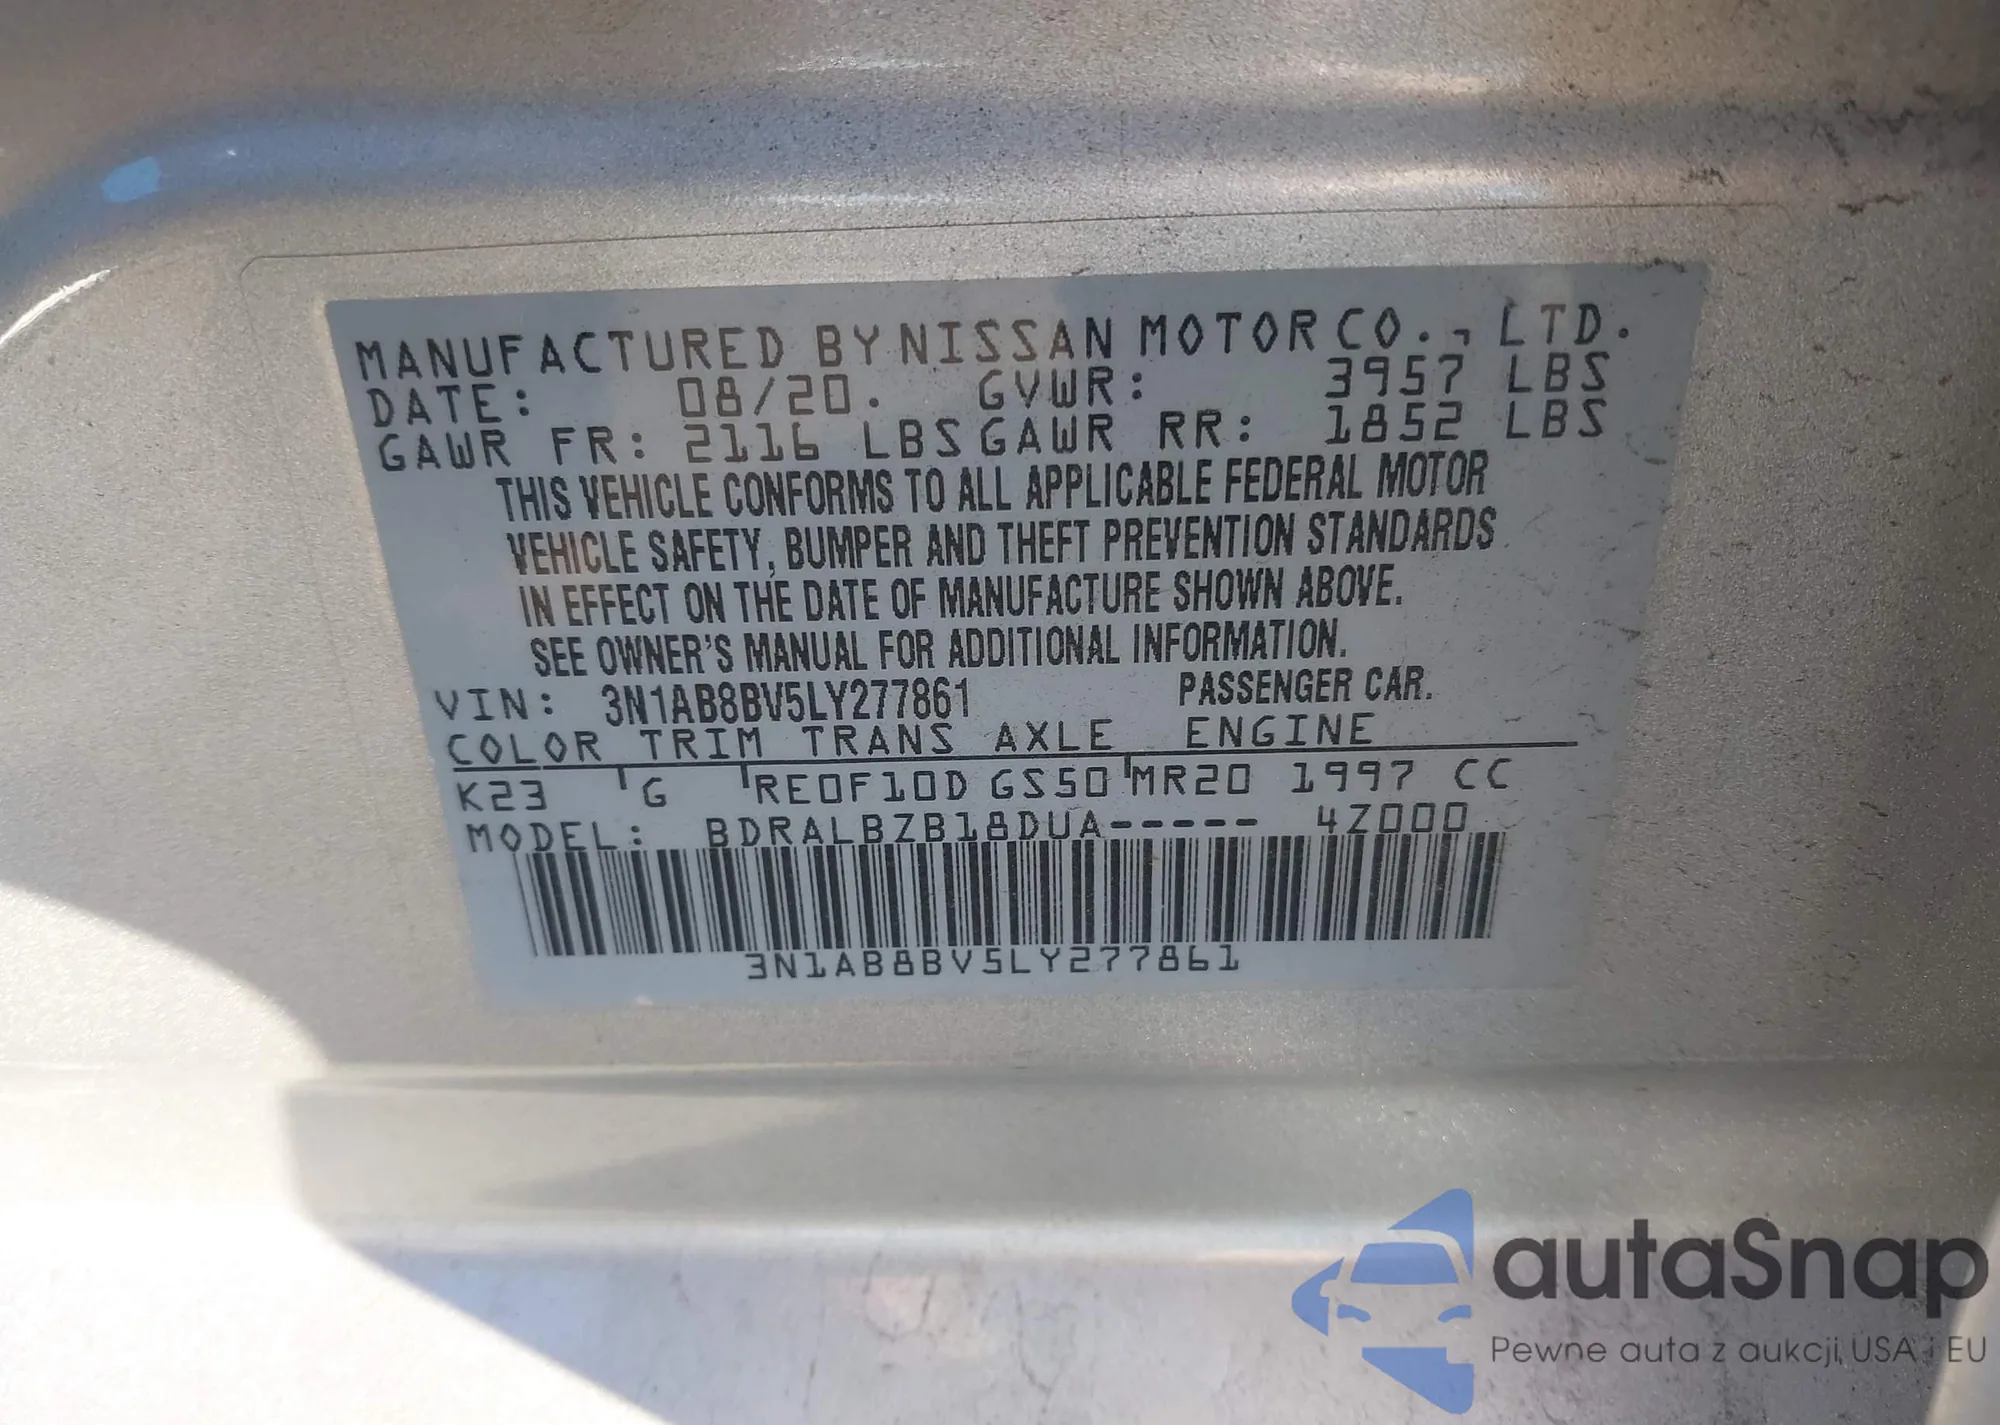 MANUFACTURED BY NISSAN MOTOR CO., LTD.
DATE: 08/20. GVWR: 3957 LBS
GAWR FR: 2116 LBS GAWR RR: 1852 LBS
THIS VEHICLE CONFORMS TO ALL APPLICABLE FEDERAL MOTOR
VEHICLE SAFETY, BUMPER AND THEFT PREVENTION STANDARDS
IN EFFECT ON THE DATE OF MANUFACTURE SHOWN ABOVE.
SEE OWNER'S MANUAL FOR ADDITIONAL INFORMATION.
VIN: 3N1AB8BV5LY277861 PASSENGER CAR.
COLOR TRIM TRANS AXLE ENGINE
K23 G RE0F10D GS50 MR20 1997 CC
MODEL: BDRALBZB18DUA----- 4Z000
3N1AB8BV5LY277861
autaSnap
Pewne auta z aukcji USA i EU